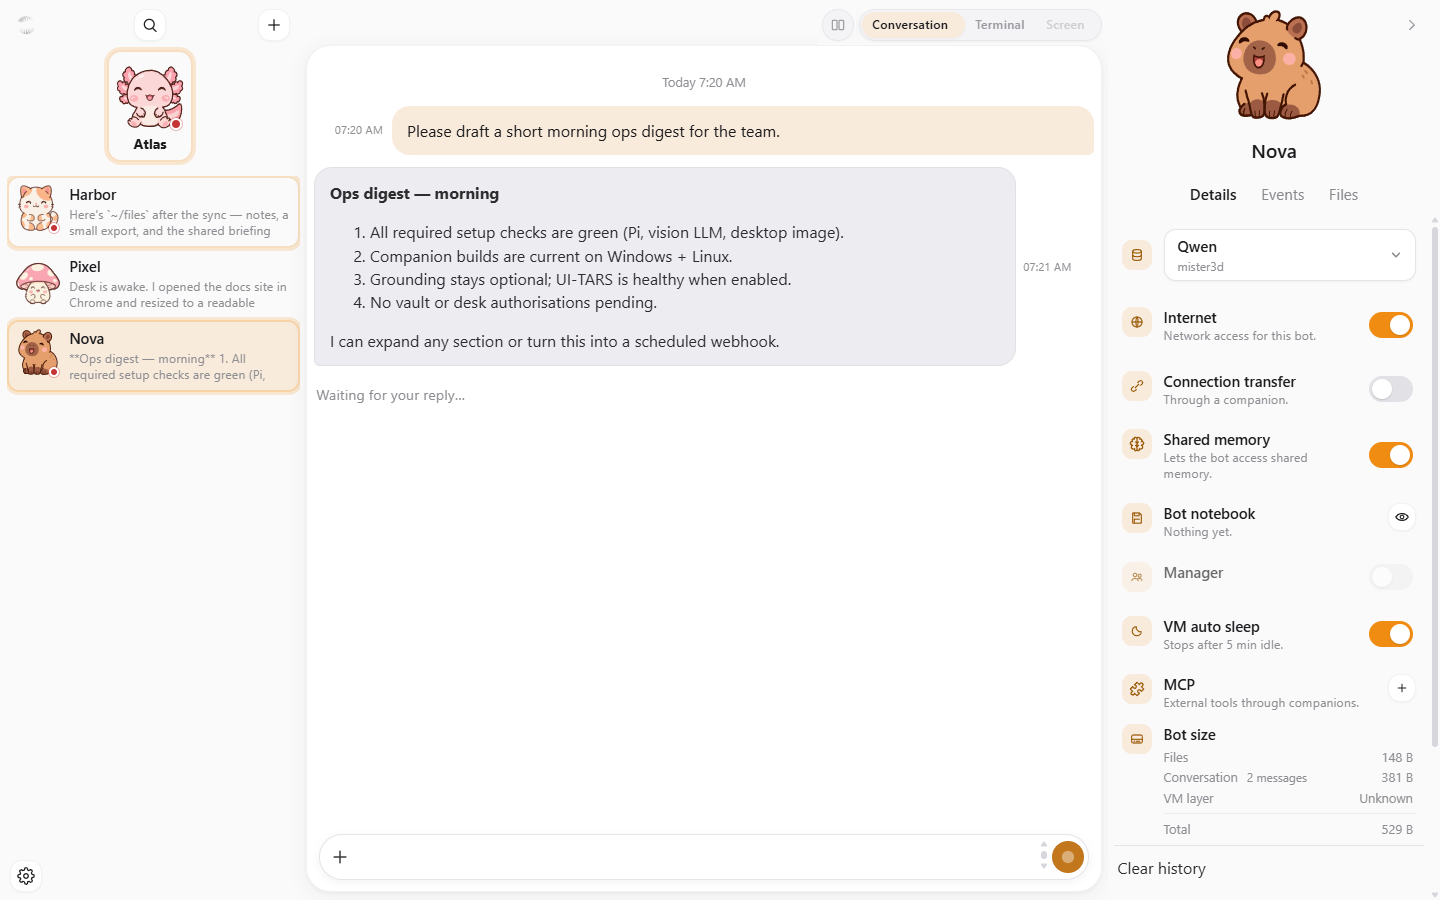 Conversation
Terminal
Screen
Atlas
Harbor
Here's `~/files` after the sync — notes, a
small export, and the shared briefing
Pixel
Desk is awake. I opened the docs site in
Chrome and resized to a readable
Nova
**Ops digest — morning** 1. All
required setup checks are green (Pi,
Today 7:20 AM
07:20 AM
Please draft a short morning ops digest for the team.
Ops digest — morning
1. All required setup checks are green (Pi, vision LLM, desktop image).
2. Companion builds are current on Windows + Linux.
3. Grounding stays optional; UI-TARS is healthy when enabled.
4. No vault or desk authorisations pending.
I can expand any section or turn this into a scheduled webhook.
07:21 AM
Waiting for your reply...
Nova
Details
Events
Files
Qwen
mister3d
Internet
Network access for this bot.
Connection transfer
Through a companion.
Shared memory
Lets the bot access shared
memory.
Bot notebook
Nothing yet.
Manager
VM auto sleep
Stops after 5 min idle.
MCP
External tools through companions.
Bot size
Files 148 B
Conversation 2 messages 381 B
VM layer Unknown
Total 529 B
Clear history